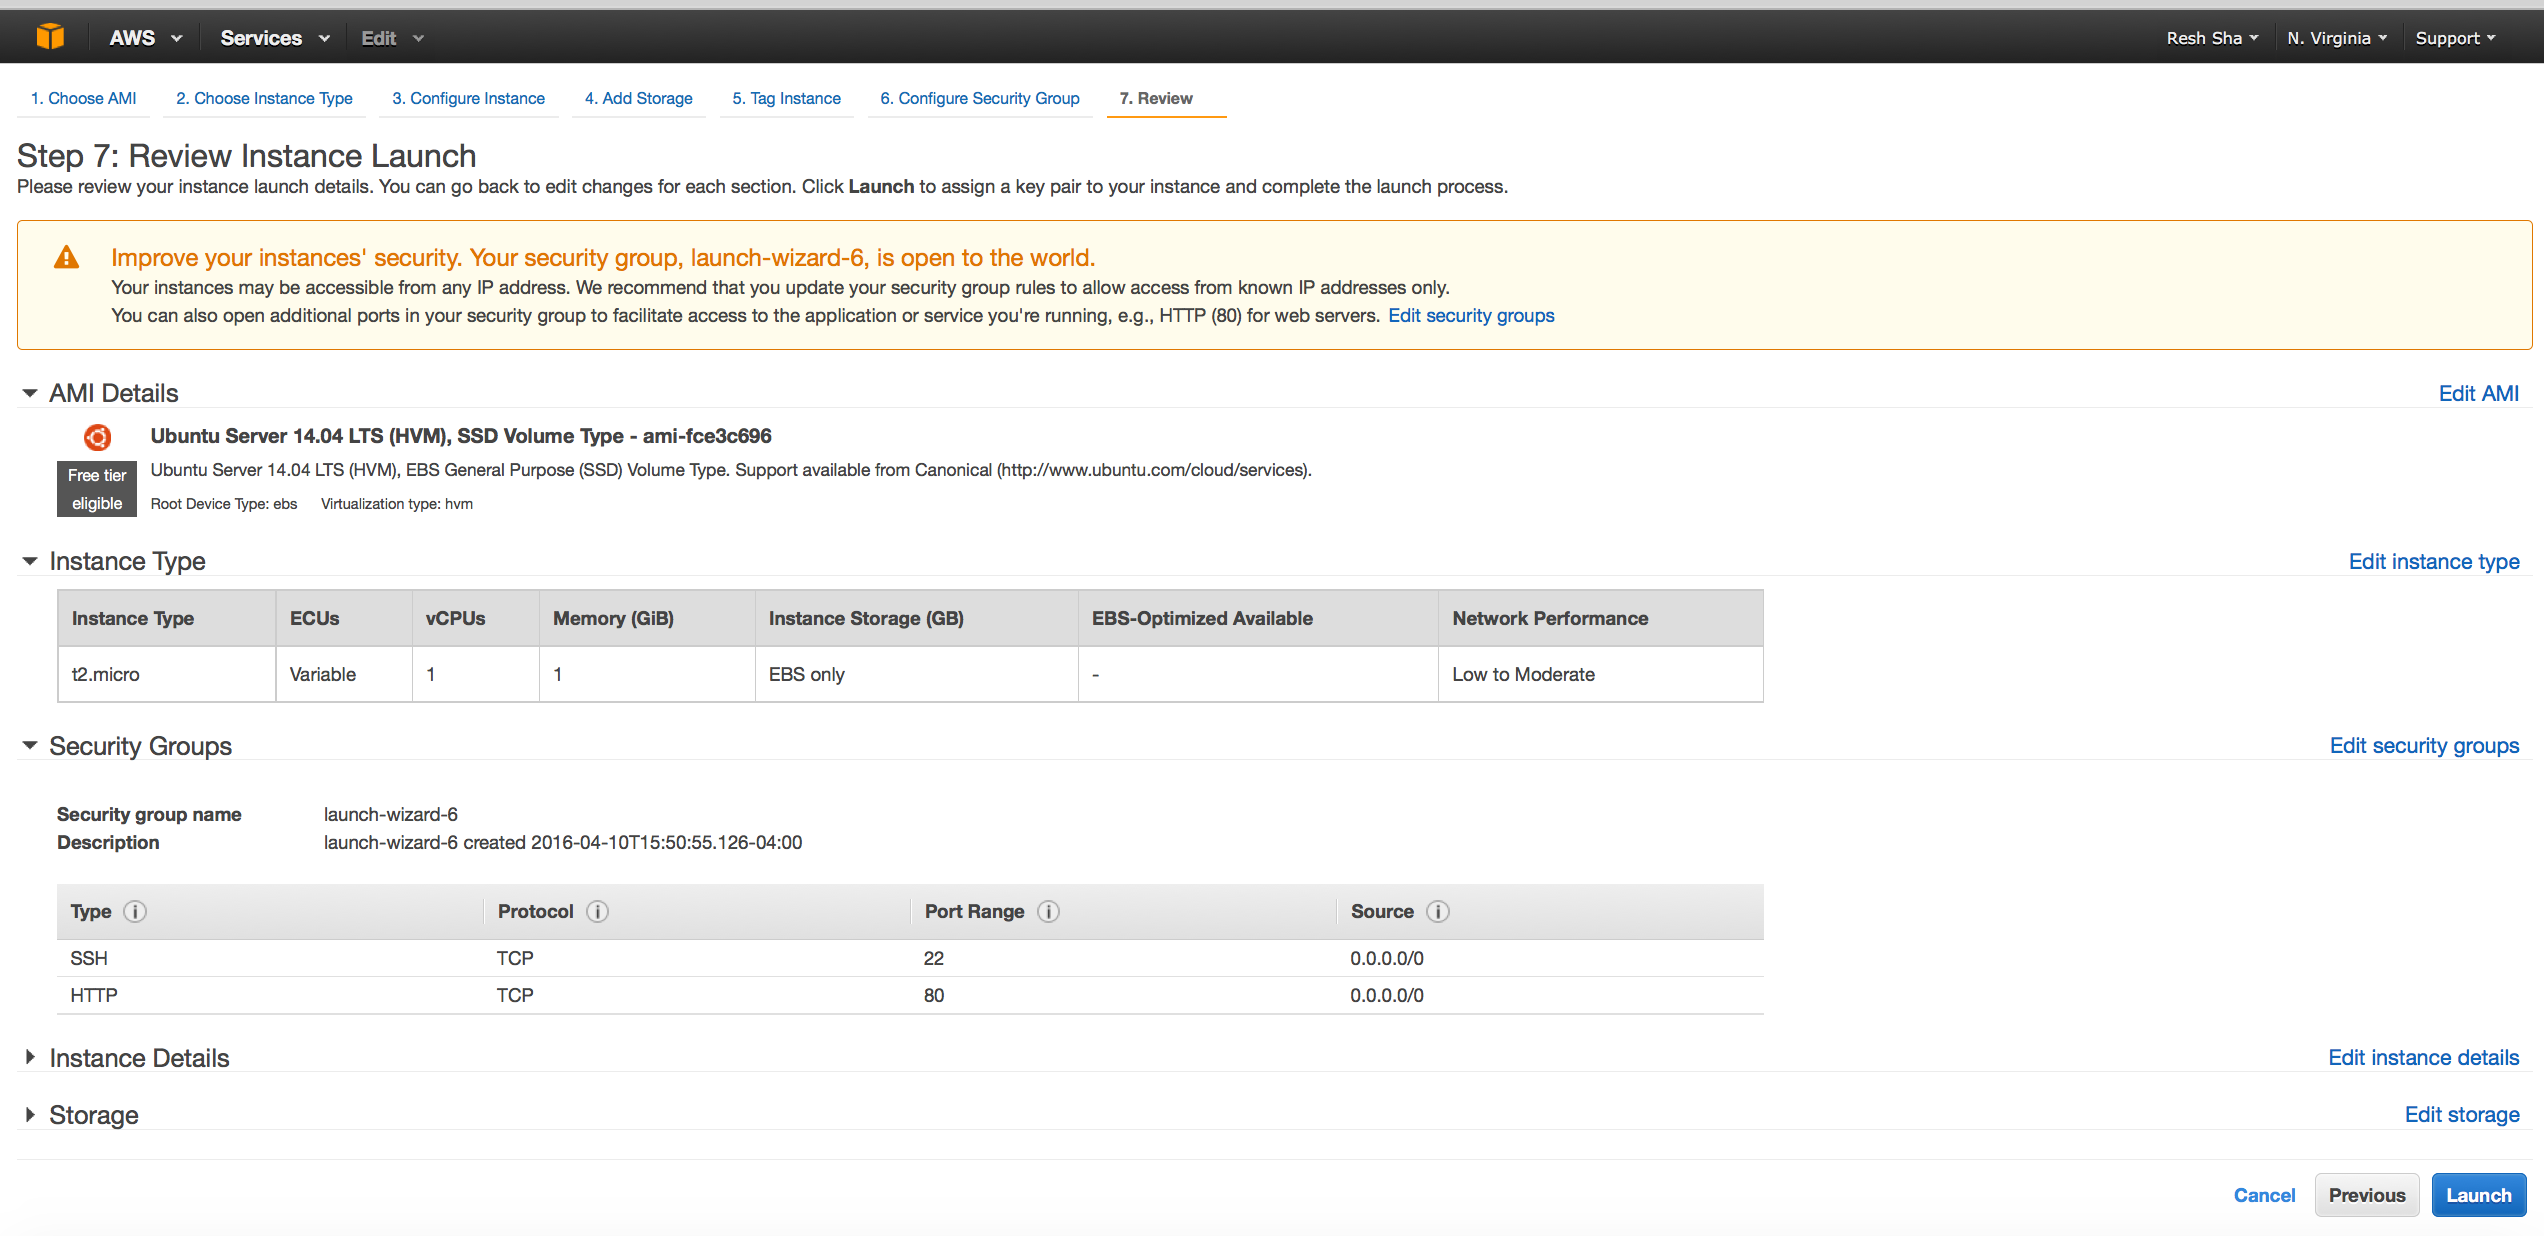 AWS Services Edit Resh Sha N. Virginia Support
1. Choose AMI 2. Choose Instance Type 3. Configure Instance 4. Add Storage 5. Tag Instance 6. Configure Security Group 7. Review
Step 7: Review Instance Launch
Please review your instance launch details. You can go back to edit changes for each section. Click Launch to assign a key pair to your instance and complete the launch process.
Improve your instances' security. Your security group, launch-wizard-6, is open to the world.
Your instances may be accessible from any IP address. We recommend that you update your security group rules to allow access from known IP addresses only.
You can also open additional ports in your security group to facilitate access to the application or service you're running, e.g., HTTP (80) for web servers. Edit security groups
AMI Details Edit AMI
Ubuntu Server 14.04 LTS (HVM), SSD Volume Type - ami-fce3c696
Free tier eligible
Ubuntu Server 14.04 LTS (HVM), EBS General Purpose (SSD) Volume Type. Support available from Canonical (http://www.ubuntu.com/cloud/services).
Root Device Type: ebs Virtualization type: hvm
Instance Type Edit instance type
Instance Type ECUs vCPUs Memory (GiB) Instance Storage (GB) EBS-Optimized Available Network Performance
t2.micro Variable 1 1 EBS only - Low to Moderate
Security Groups Edit security groups
Security group name launch-wizard-6
Description launch-wizard-6 created 2016-04-10T15:50:55.126-04:00
Type Protocol Port Range Source
SSH TCP 22 0.0.0.0/0
HTTP TCP 80 0.0.0.0/0
Instance Details Edit instance details
Storage Edit storage
Cancel Previous Launch